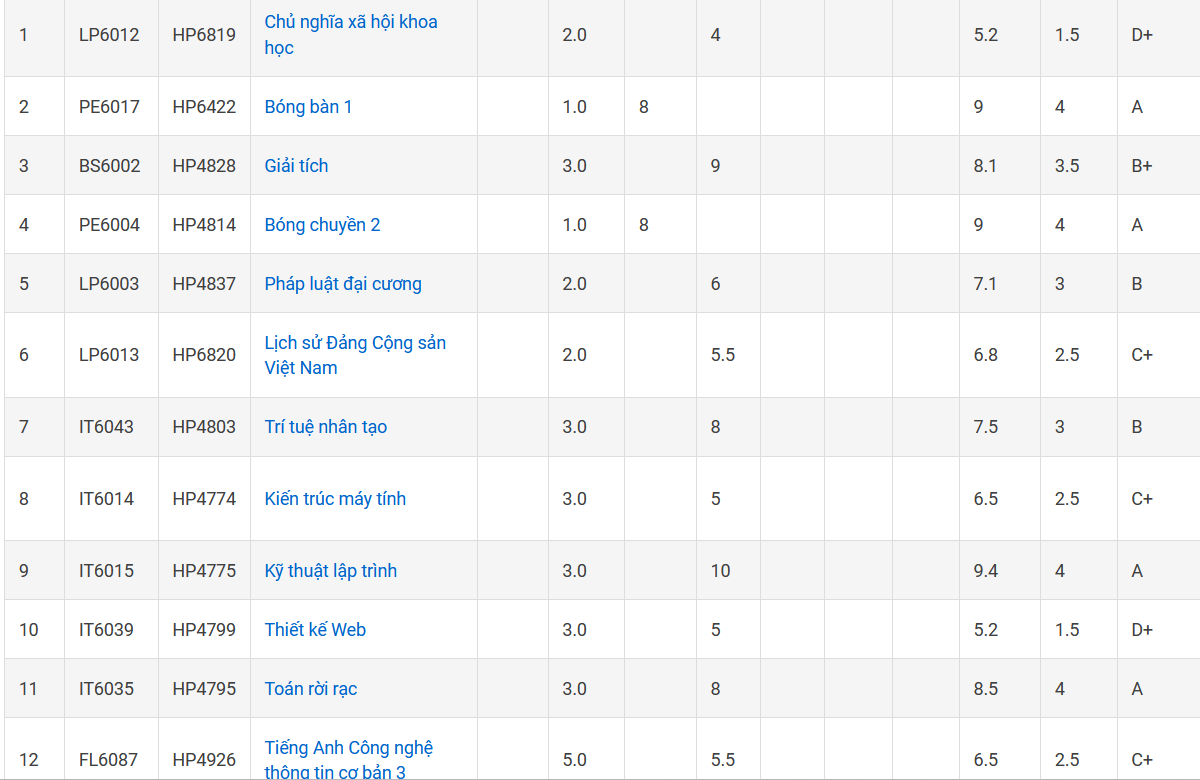 1 LP6012 HP6819 Chủ nghĩa xã hội khoa học 2.0 4 5.2 1.5 D+
2 PE6017 HP6422 Bóng bàn 1 1.0 8 9 4 A
3 BS6002 HP4828 Giải tích 3.0 9 8.1 3.5 B+
4 PE6004 HP4814 Bóng chuyền 2 1.0 8 9 4 A
5 LP6003 HP4837 Pháp luật đại cương 2.0 6 7.1 3 B
6 LP6013 HP6820 Lịch sử Đảng Cộng sản Việt Nam 2.0 5.5 6.8 2.5 C+
7 IT6043 HP4803 Trí tuệ nhân tạo 3.0 8 7.5 3 B
8 IT6014 HP4774 Kiến trúc máy tính 3.0 5 6.5 2.5 C+
9 IT6015 HP4775 Kỹ thuật lập trình 3.0 10 9.4 4 A
10 IT6039 HP4799 Thiết kế Web 3.0 5 5.2 1.5 D+
11 IT6035 HP4795 Toán rời rạc 3.0 8 8.5 4 A
12 FL6087 HP4926 Tiếng Anh Công nghệ thông tin cơ bản 3 5.0 5.5 6.5 2.5 C+